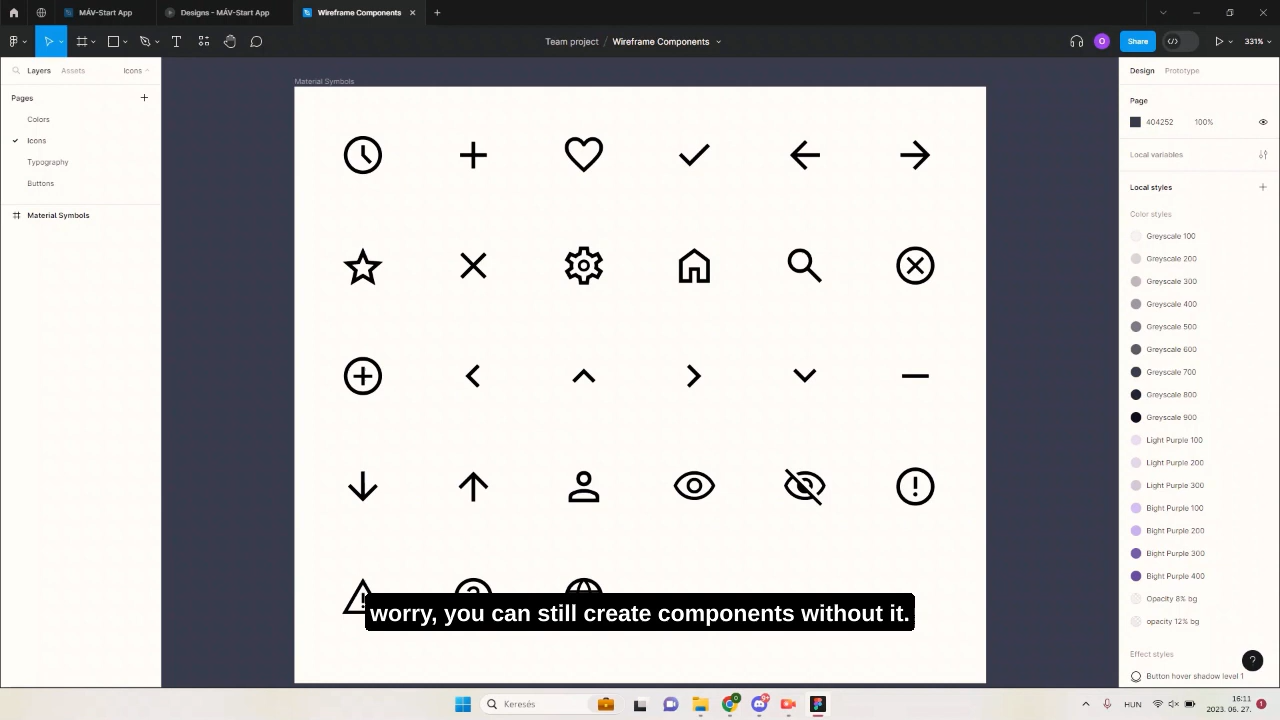 MÁV-Start App
Designs - MÁV-Start App
Wireframe Components
Team project / Wireframe Components
O
Share
331%
Layers
Assets
Icons
Pages
Colors
Icons
Typography
Buttons
Material Symbols
Material Symbols
worry, you can still create components without it.
Design
Prototype
Page
404252
100%
Local variables
Local styles
Color styles
Greyscale 100
Greyscale 200
Greyscale 300
Greyscale 400
Greyscale 500
Greyscale 600
Greyscale 700
Greyscale 800
Greyscale 900
Light Purple 100
Light Purple 200
Light Purple 300
Bight Purple 100
Bight Purple 200
Bight Purple 300
Bight Purple 400
Opacity 8% bg
opacity 12% bg
Effect styles
Button hover shadow level 1
?
Keresés
HUN
16:11
2023. 06. 27.